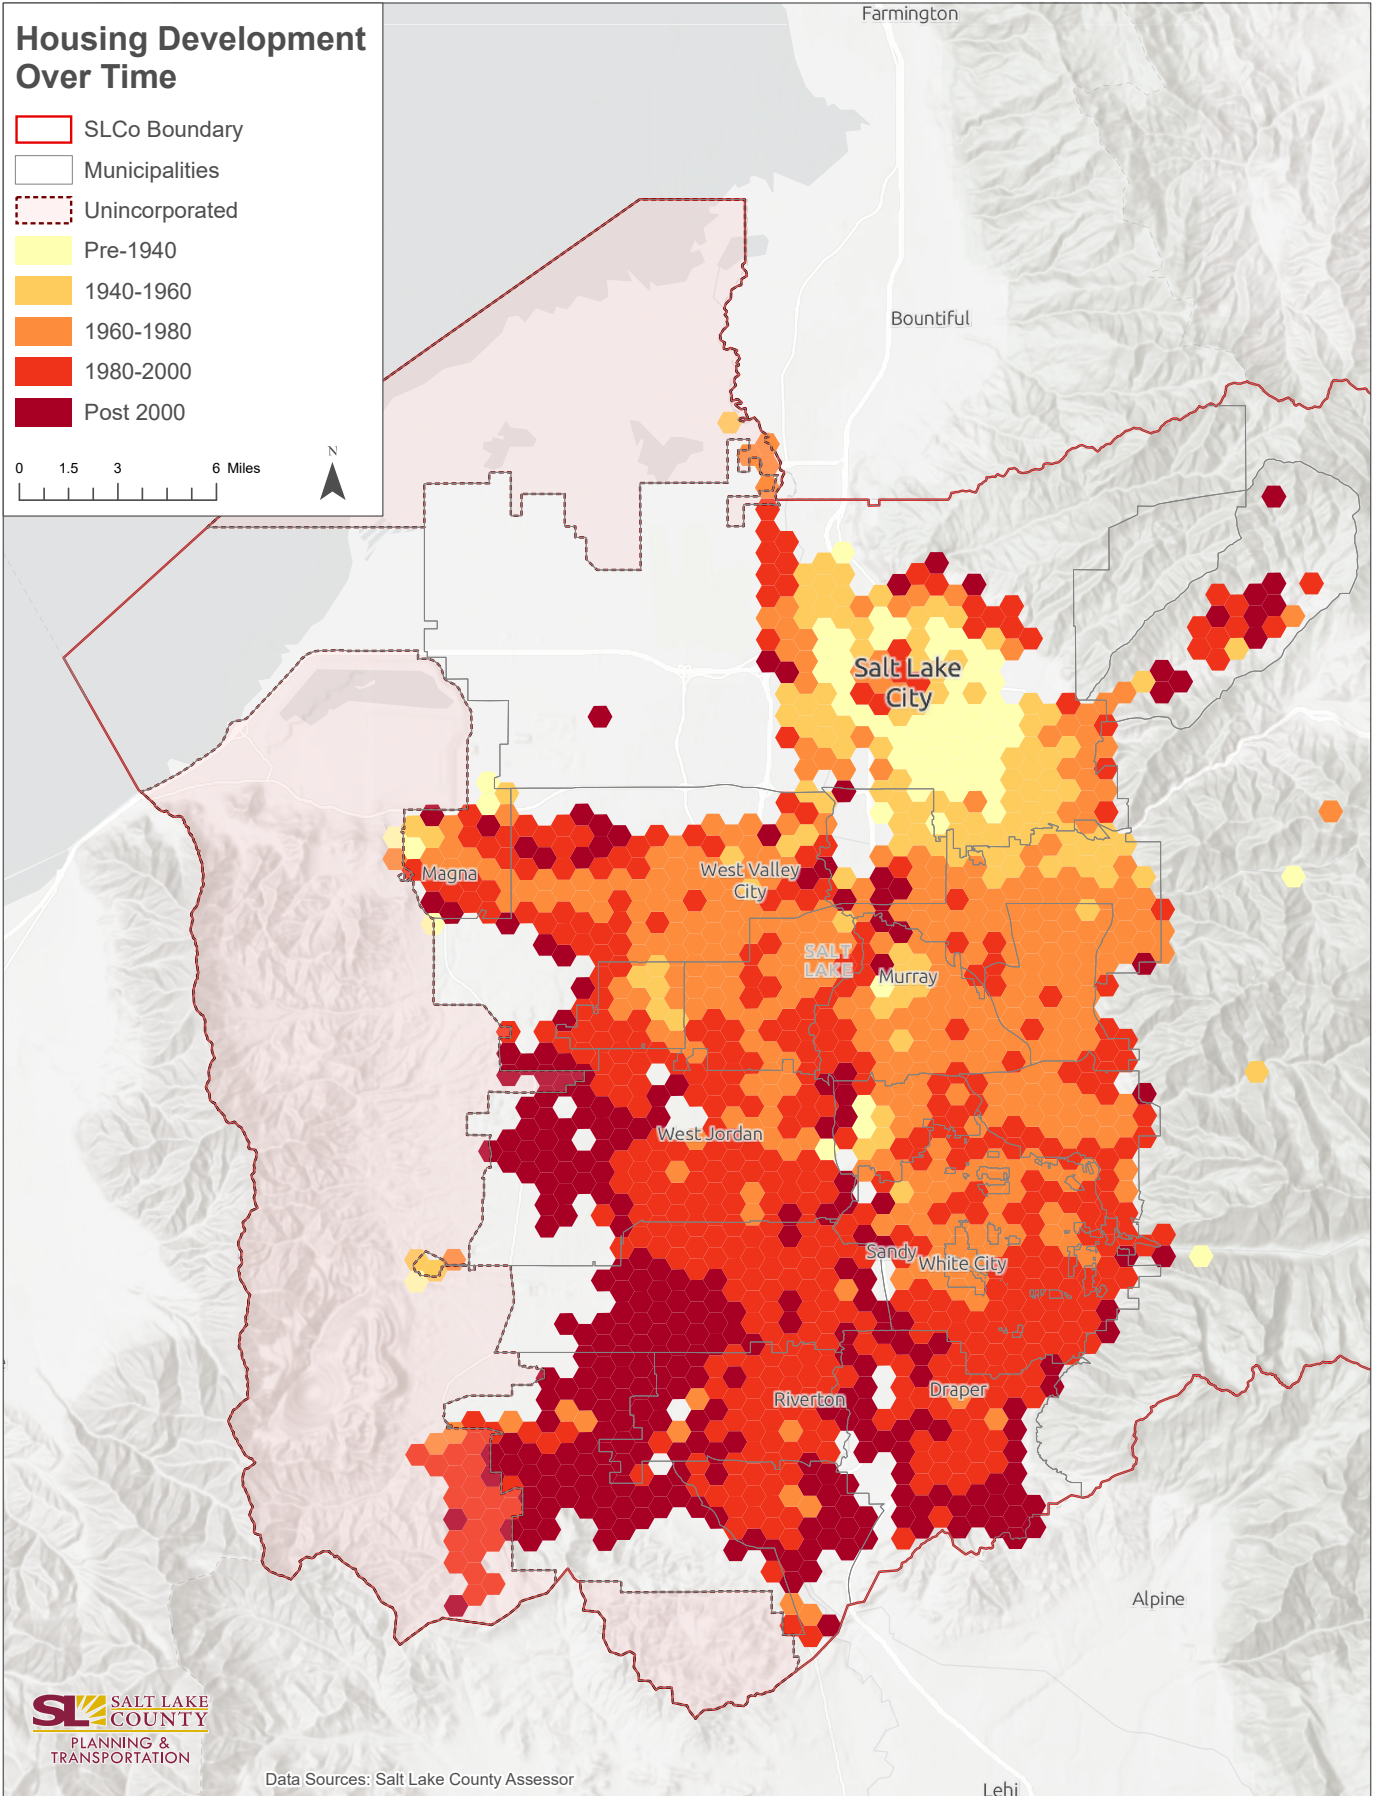 Housing Development
Over Time
SLCo Boundary
Municipalities
Unincorporated
Pre-1940
1940-1960
1960-1980
1980-2000
Post 2000
0 1.5 3 6 Miles
N
Farmington
Bountiful
Salt Lake
City
Magna
West Valley
City
SALT
LAKE
Murray
West Jordan
Sandy
White City
Riverton
Draper
Alpine
Lehi
SL SALT LAKE
COUNTY
PLANNING &
TRANSPORTATION
Data Sources: Salt Lake County Assessor